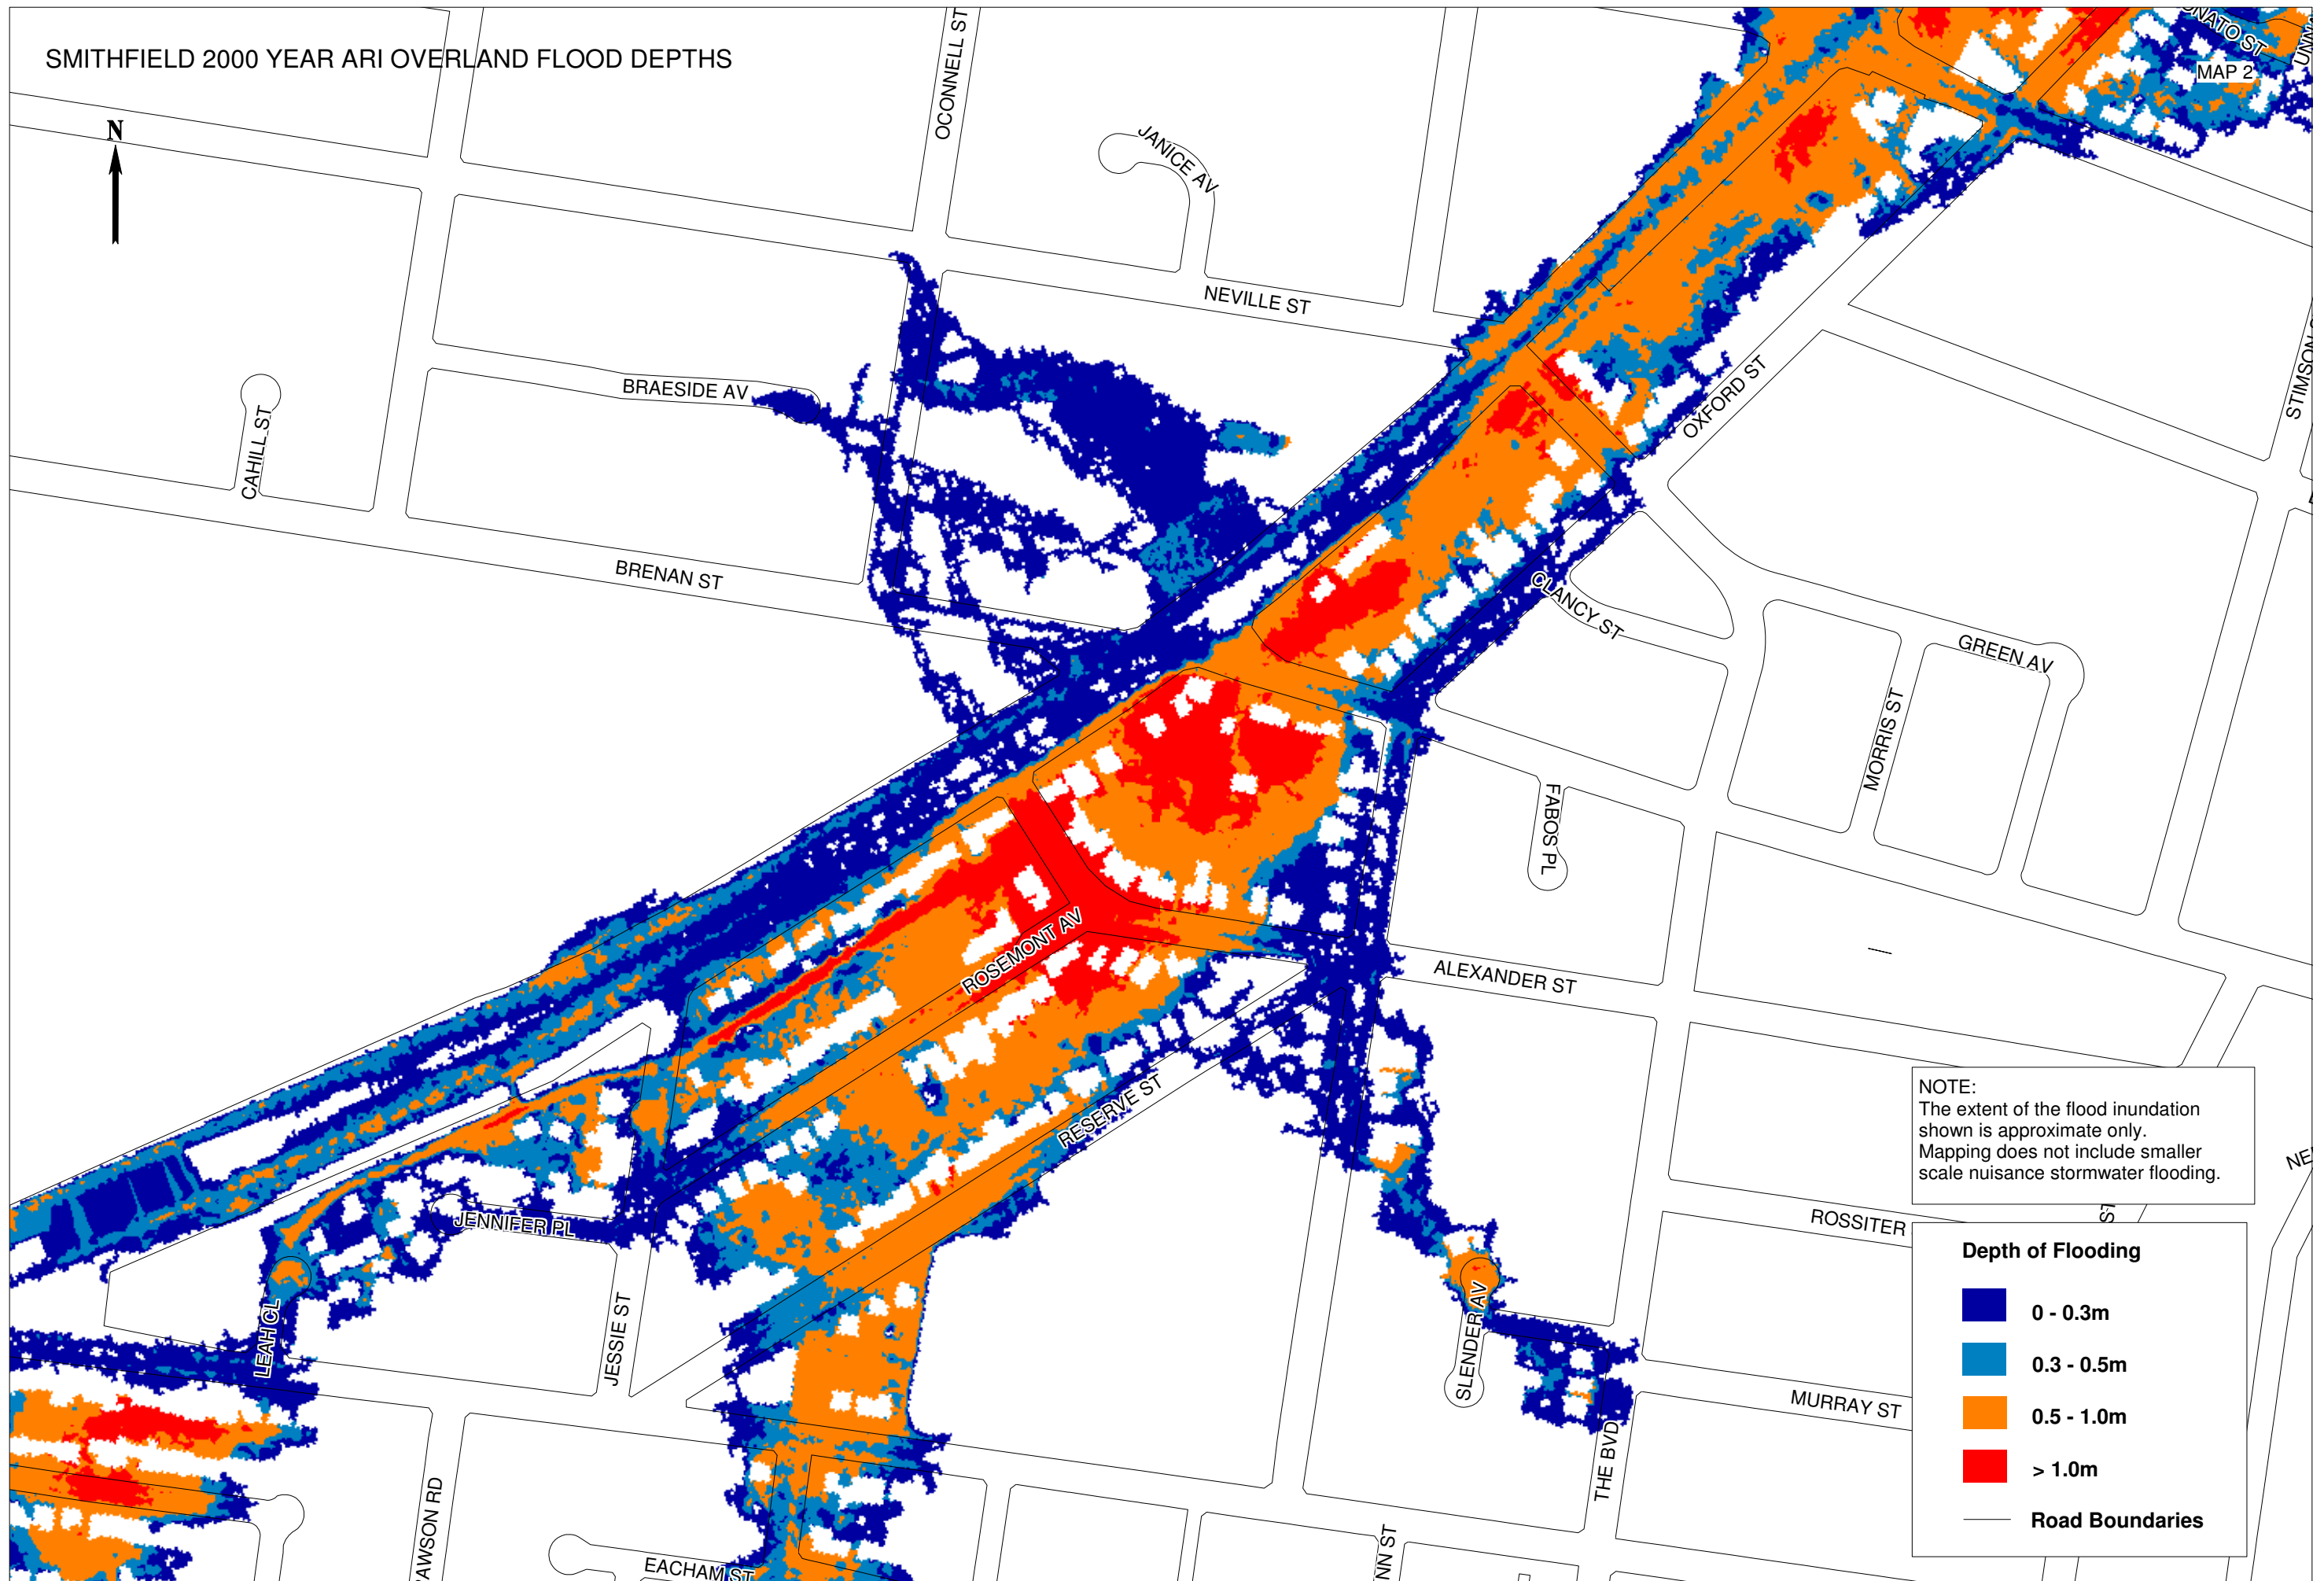 SMITHFIELD 2000 YEAR ARI OVERLAND FLOOD DEPTHS
N
OCONNELL ST
JANICE AV
MAP 2
NEVILLE ST
BRAESIDE AV
CAHILL ST
BRENAN ST
OXFORD ST
CLANCY ST
GREEN AV
MORRIS ST
FABOS PL
ROSEMONT AV
ALEXANDER ST
RESERVE ST
JENNIFER PL
LEAH CL
JESSIE ST
SLENDER AV
ROSSITER
MURRAY ST
THE BVD
EACHAM ST
NOTE:
The extent of the flood inundation
shown is approximate only.
Mapping does not include smaller
scale nuisance stormwater flooding.
ST
Depth of Flooding
0 - 0.3m
0.3 - 0.5m
0.5 - 1.0m
> 1.0m
Road Boundaries